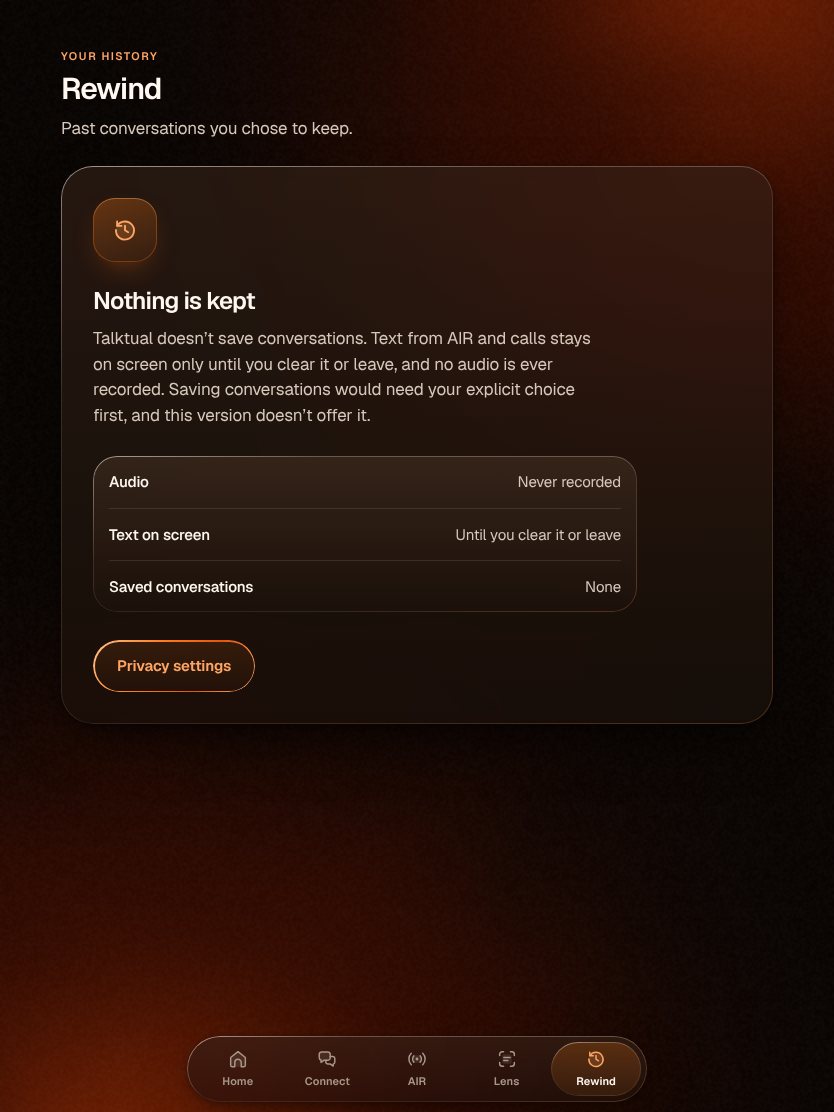 YOUR HISTORY
Rewind
Past conversations you chose to keep.
Nothing is kept
Talktual doesn’t save conversations. Text from AIR and calls stays
on screen only until you clear it or leave, and no audio is ever
recorded. Saving conversations would need your explicit choice
first, and this version doesn’t offer it.
Audio Never recorded
Text on screen Until you clear it or leave
Saved conversations None
Privacy settings
Home Connect AIR Lens Rewind